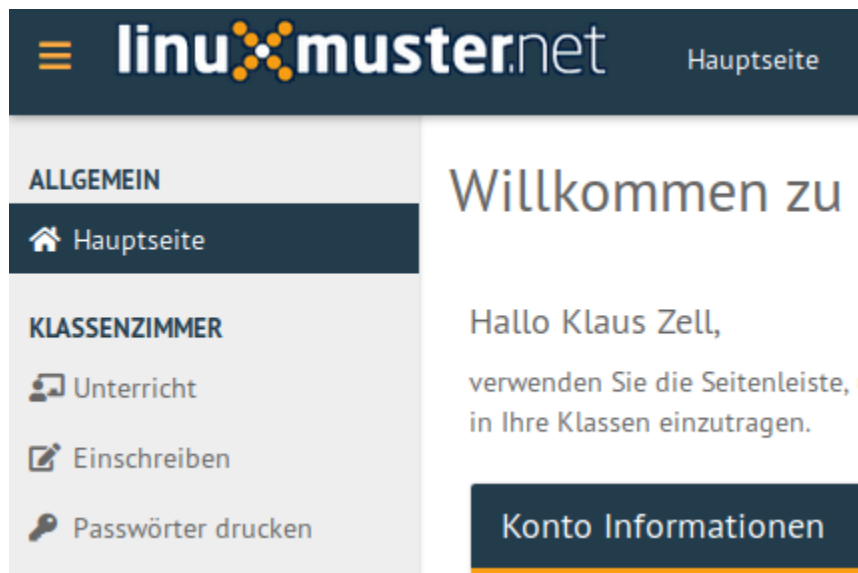 linuxmuster.net
Hauptseite
ALLGEMEIN
Hauptseite
KLASSENZIMMER
Unterricht
Einschreiben
Passwörter drucken
Willkommen zu
Hallo Klaus Zell,
verwenden Sie die Seitenleiste,
in Ihre Klassen einzutragen.
Konto Informationen